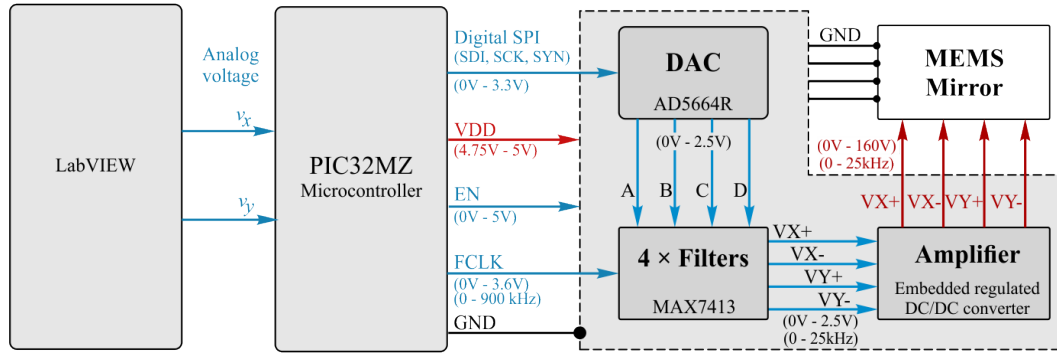 LabVIEW
Analog
voltage
vx
vy
PIC32MZ
Microcontroller
Digital SPI
(SDI, SCK, SYN)
(0V - 3.3V)
VDD
(4.75V - 5V)
EN
(0V - 5V)
FCLK
(0V - 3.6V)
(0 - 900 kHz)
GND
DAC
AD5664R
(0V - 2.5V)
A B C D
4 × Filters
MAX7413
VX+
VX-
VY+
VY-
(0V - 2.5V)
(0 - 25kHz)
GND
MEMS
Mirror
(0V - 160V)
(0 - 25kHz)
VX+ VX- VY+ VY-
Amplifier
Embedded regulated
DC/DC converter